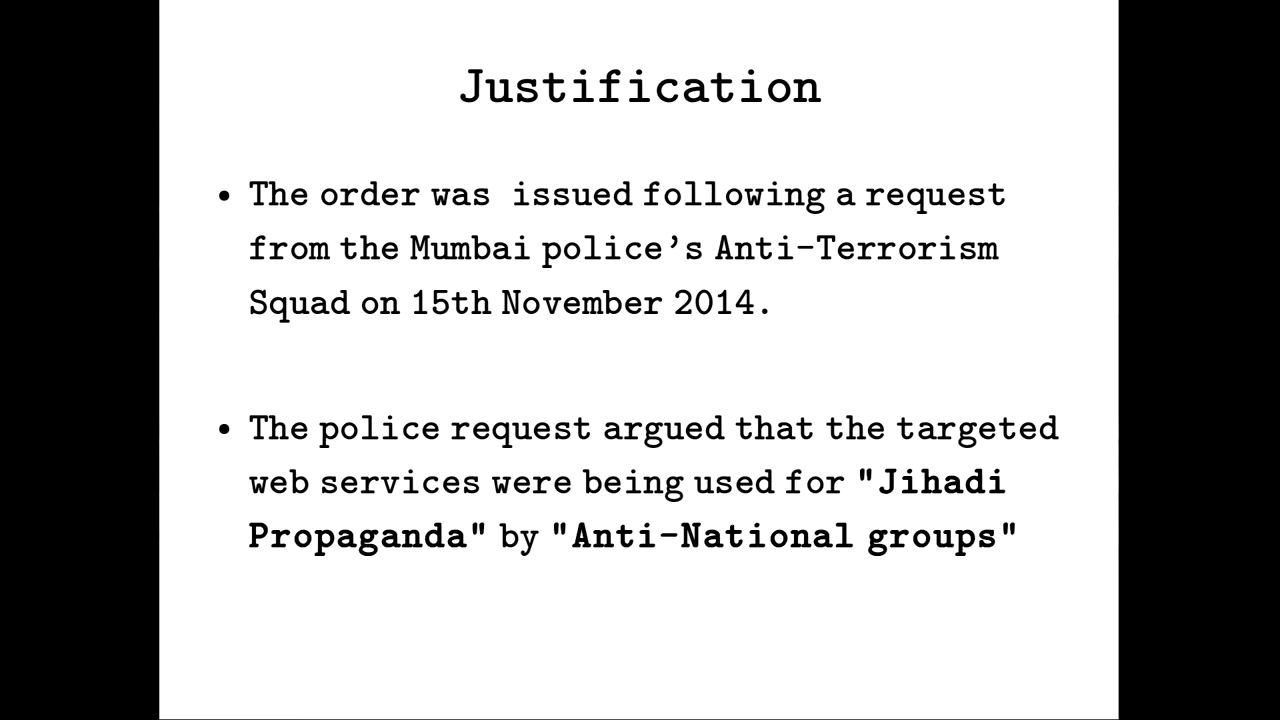 Justification
• The order was issued following a request
from the Mumbai police’s Anti-Terrorism
Squad on 15th November 2014.
• The police request argued that the targeted
web services were being used for "Jihadi
Propaganda" by "Anti-National groups"